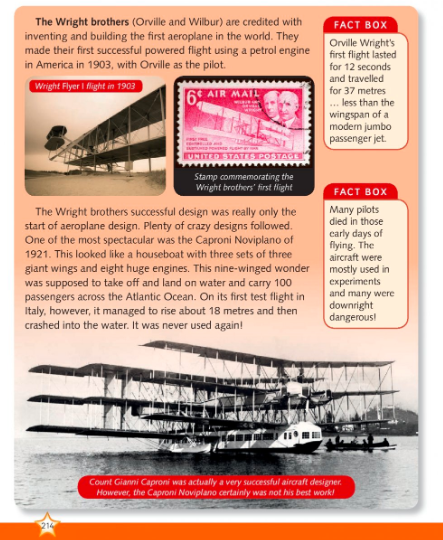 The Wright brothers (Orville and Wilbur) are credited with
inventing and building the first aeroplane in the world. They
made their first successful powered flight using a petrol engine
in America in 1903, with Orville as the pilot.
Wright Flyer I flight in 1903
6¢ AIR MAIL
UNITED STATES POSTAGE
Stamp commemorating the
Wright brothers' first flight
FACT BOX
Orville Wright's
first flight lasted
for 12 seconds
and travelled
for 37 metres
... less than the
wingspan of a
modern jumbo
passenger jet.
The Wright brothers successful design was really only the
start of aeroplane design. Plenty of crazy designs followed.
One of the most spectacular was the Caproni Noviplano of
1921. This looked like a houseboat with three sets of three
giant wings and eight huge engines. This nine-winged wonder
was supposed to take off and land on water and carry 100
passengers across the Atlantic Ocean. On its first test flight in
Italy, however, it managed to rise about 18 metres and then
crashed into the water. It was never used again!
FACT BOX
Many pilots
died in those
early days of
flying. The
aircraft were
mostly used in
experiments
and many were
downright
dangerous!
Count Gianni Caproni was actually a very successful aircraft designer.
However, the Caproni Noviplano certainly was not his best work!
214